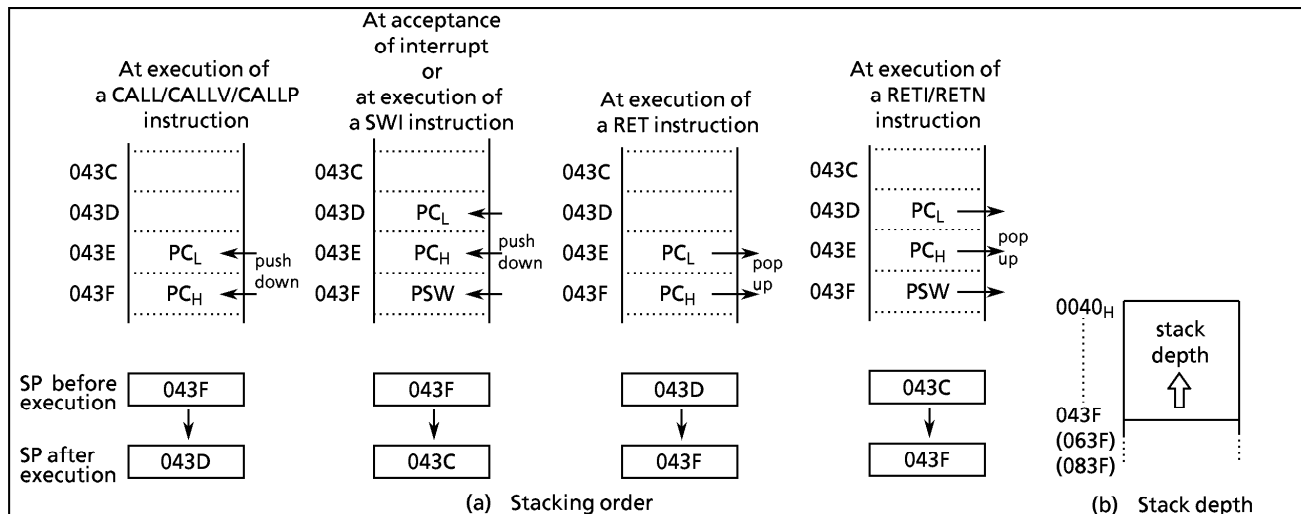 At execution of
a CALL/CALLV/CALLP
instruction
043C
043D
043E PCL
043F PCH
push
down
At acceptance
of interrupt
or
at execution of
a SWI instruction
043C
043D PCL
043E PCH
043F PSW
push
down
At execution of
a RET instruction
043C
043D
043E PCL
043F PCH
pop
up
At execution of
a RETI/RETN
instruction
043C
043D PCL
043E PCH
043F PSW
pop
up
SP before
execution
043F
043F
043D
043C
SP after
execution
043D
043C
043F
043F
(a) Stacking order
0040H
stack
depth
043F
(063F)
(083F)
(b) Stack depth